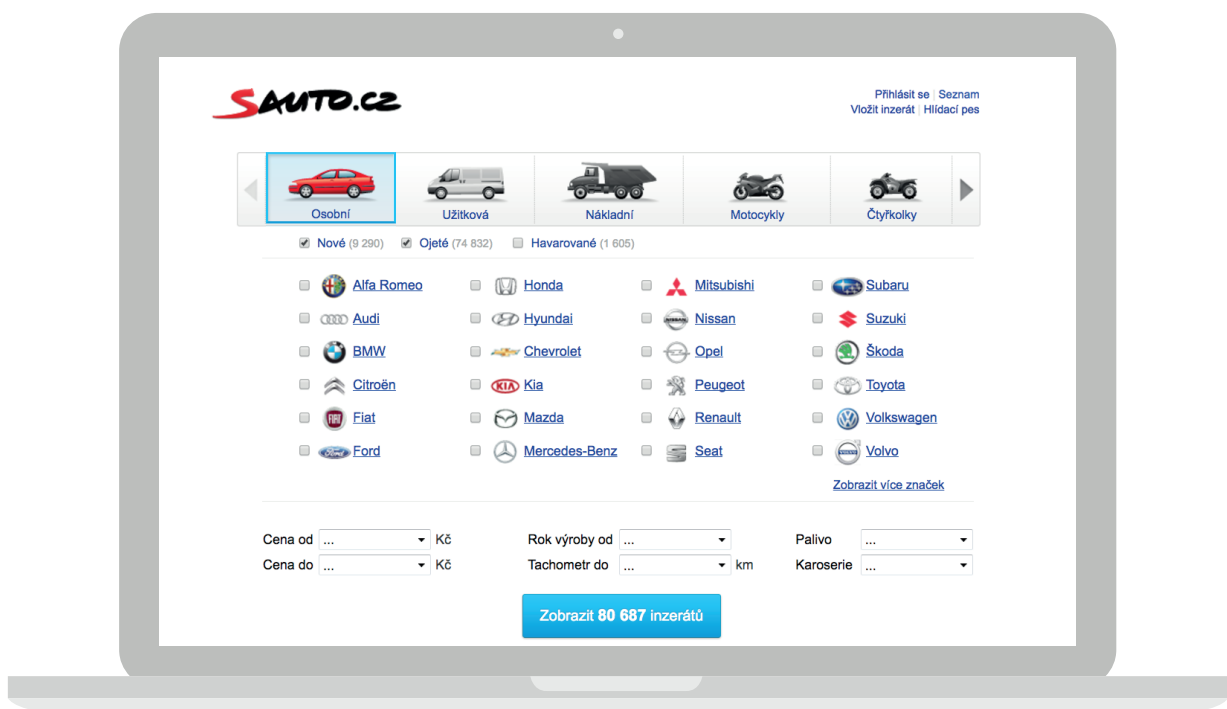 SAUTO.CZ
Přihlásit se | Seznam
Vložit inzerát | Hlídací pes
Osobní Užitková Nákladní Motocykly Čtyřkolky
Nové (9 290) Ojeté (74 832) Havarované (1 605)
Alfa Romeo Honda Mitsubishi Subaru
Audi Hyundai Nissan Suzuki
BMW Chevrolet Opel Škoda
Citroën KIA Kia Peugeot Toyota
FIAT Fiat Mazda Renault Volkswagen
Ford Ford Mercedes-Benz Seat Volvo
Zobrazit více značek
Cena od ... Kč Rok výroby od ... Palivo ...
Cena do ... Kč Tachometr do ... km Karoserie ...
Zobrazit 80 687 inzerátů